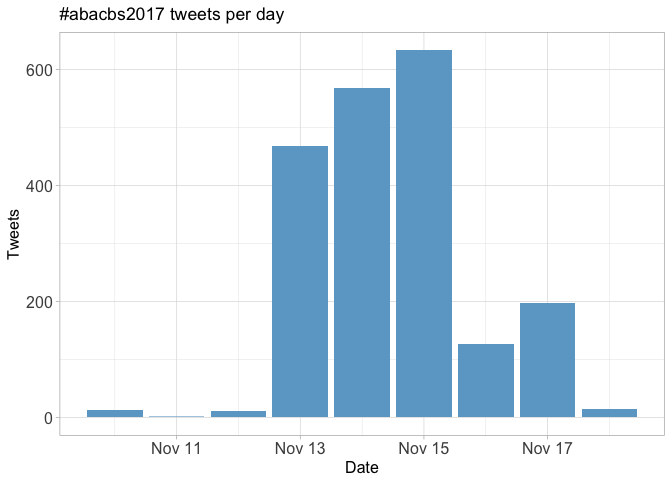 #abacbs2017 tweets per day
600
400
200
0
Tweets
Nov 11 Nov 13 Nov 15 Nov 17
Date